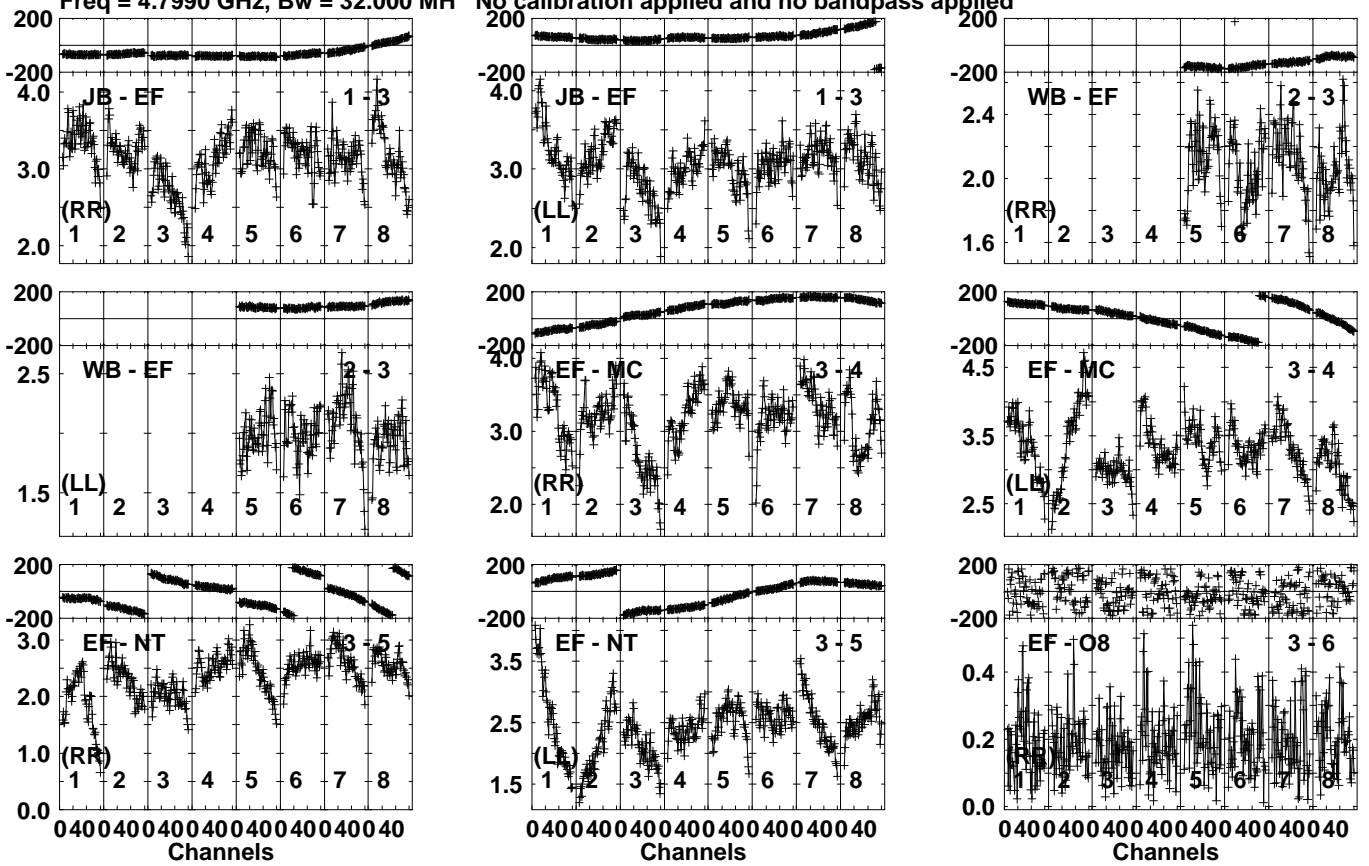 Freq = 4.7990 GHz, Bw = 32.000 MH No calibration applied and no bandpass applied
200
-200
4.0
3.0
2.0
JB - EF
1 - 3
(RR)
1 2 3 4 5 6 7 8
200
-200
4.0
3.0
2.0
JB - EF
1 - 3
(LL)
1 2 3 4 5 6 7 8
200
-200
2.4
2.0
1.6
WB - EF
2 - 3
(RR)
1 2 3 4 5 6 7 8
200
-200
2.5
1.5
WB - EF
2 - 3
(LL)
1 2 3 4 5 6 7 8
200
-200
4.0
3.0
2.0
EF - MC
3 - 4
(RR)
1 2 3 4 5 6 7 8
200
-200
4.5
3.5
2.5
EF - MC
3 - 4
(LL)
1 2 3 4 5 6 7 8
200
-200
3.0
2.0
1.0
0.0
EF - NT
3 - 5
(RR)
1 2 3 4 5 6 7 8
0 40 0 40 0 40 0 40 0 40 0 40 0 40 0 40
Channels
200
-200
3.5
2.5
1.5
EF - NT
3 - 5
(LL)
1 2 3 4 5 6 7 8
0 40 0 40 0 40 0 40 0 40 0 40 0 40 0 40
Channels
200
-200
0.4
0.2
0.0
EF - O8
3 - 6
(RR)
1 2 3 4 5 6 7 8
0 40 0 40 0 40 0 40 0 40 0 40 0 40 0 40
Channels